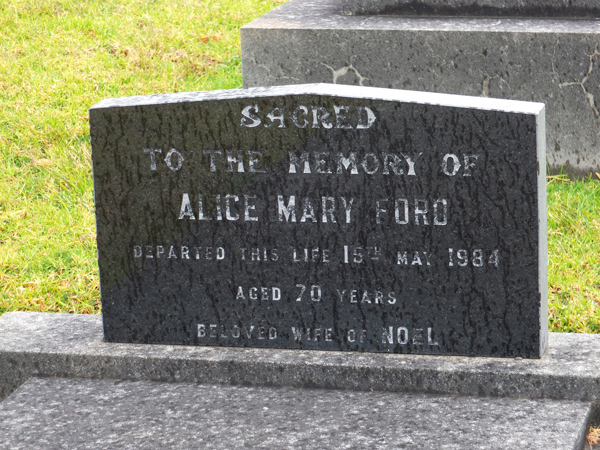 SACRED
TO THE MEMORY OF
ALICE MARY FORD
DEPARTED THIS LIFE 15TH MAY 1984
AGED 70 YEARS
BELOVED WIFE OF NOEL